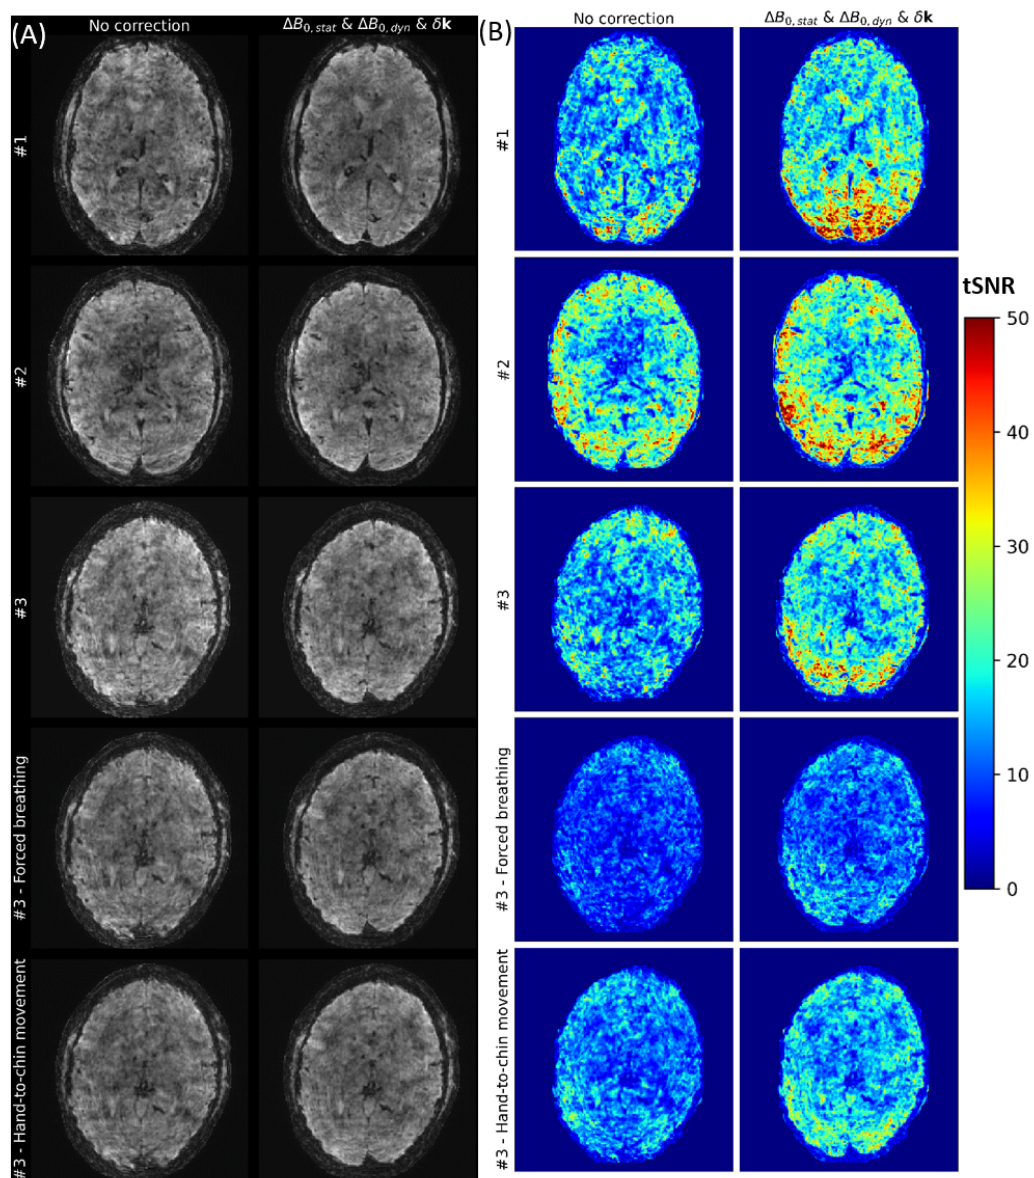 (A)
No correction
ΔB0,stat & ΔB0,dyn & δk
(B)
No correction
ΔB0,stat & ΔB0,dyn & δk
#1
#2
#3
#3 - Forced breathing
#3 - Hand-to-chin movement
#1
#2
#3
#3 - Forced breathing
#3 - Hand-to-chin movement
tSNR
50
40
30
20
10
0